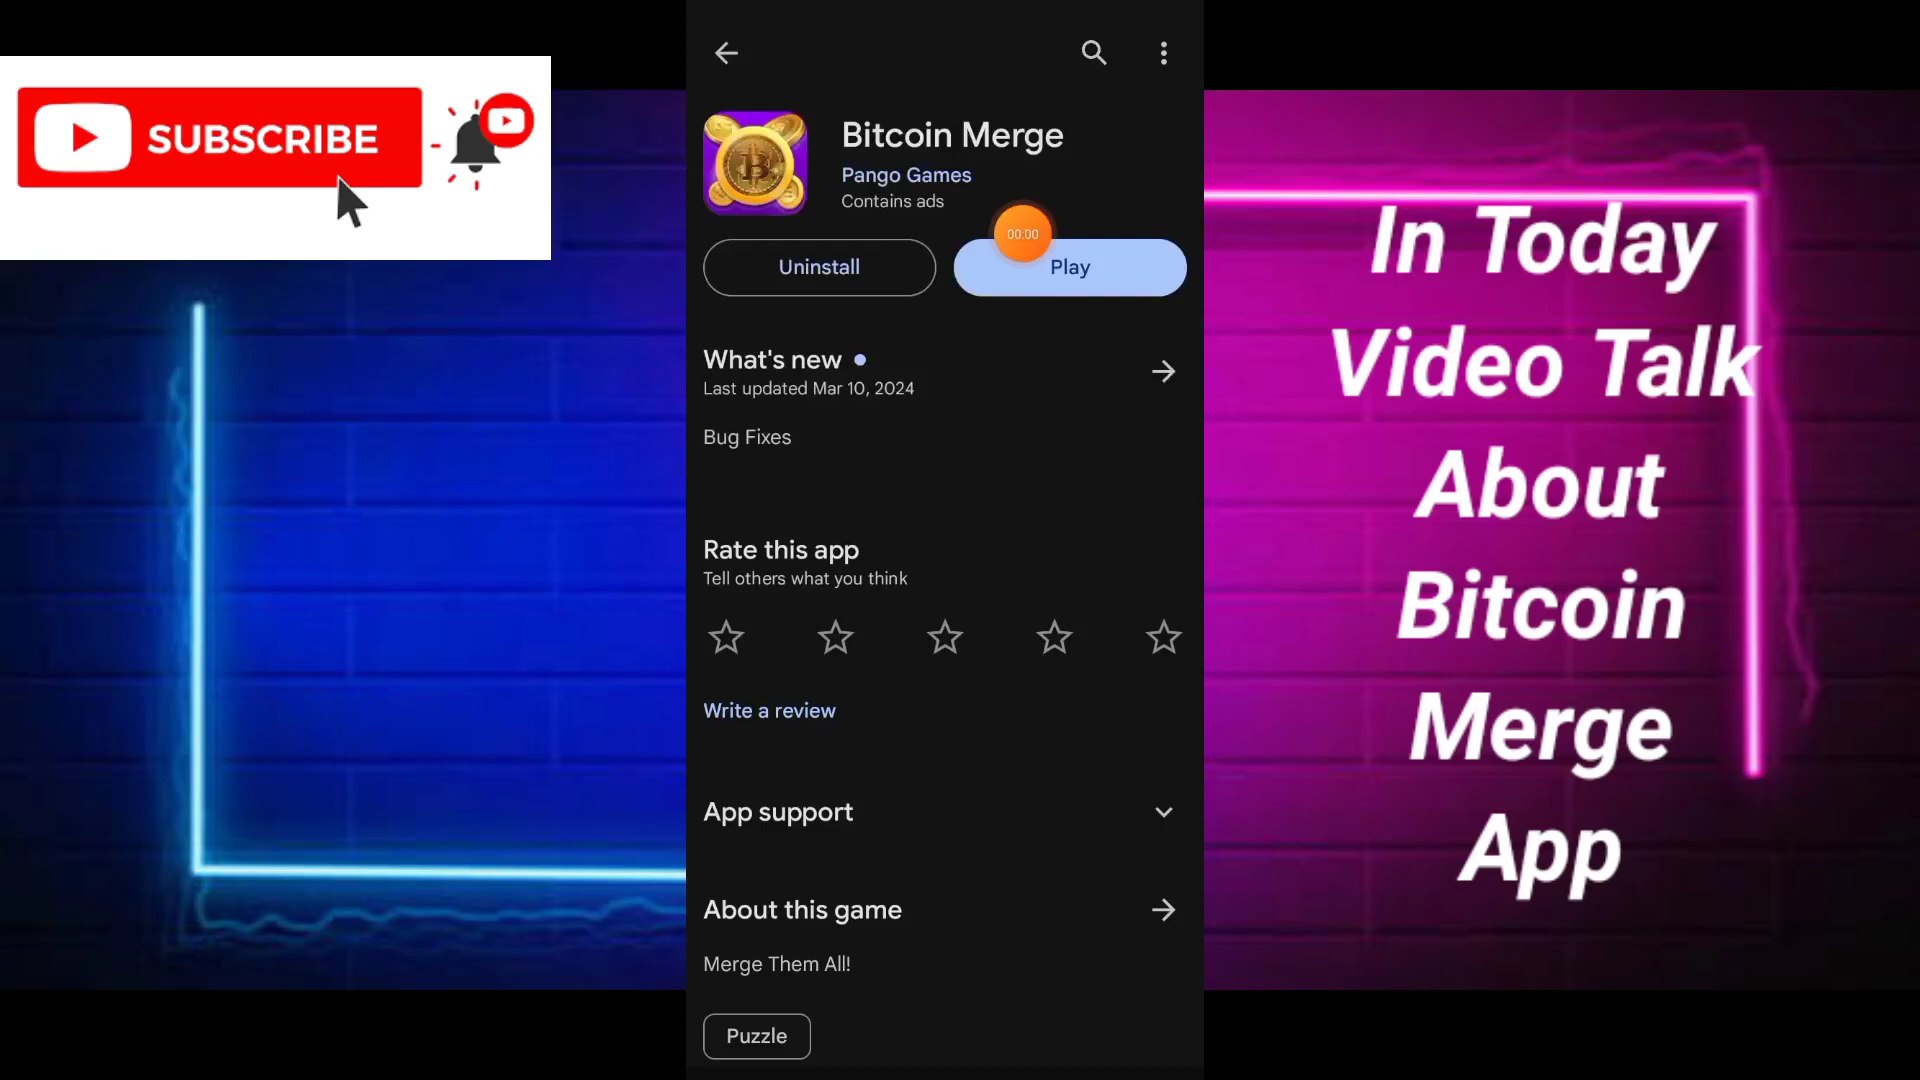 SUBSCRIBE
Bitcoin Merge
Pango Games
Contains ads
00:00
Uninstall
Play
What's new
Last updated Mar 10, 2024
Bug Fixes
Rate this app
Tell others what you think
Write a review
App support
About this game
Merge Them All!
Puzzle
In Today
Video Talk
About
Bitcoin
Merge
App